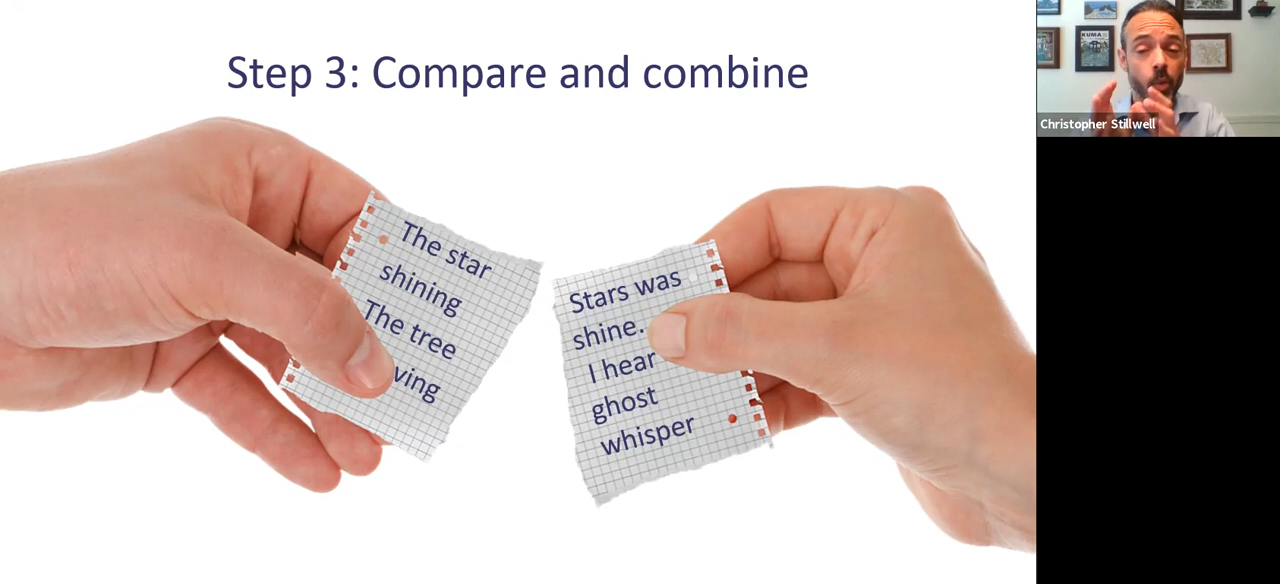 Step 3: Compare and combine
KUMA
Christopher Stillwell
The star
shining
The tree
ving
Stars was
shine.
I hear
ghost
whisper